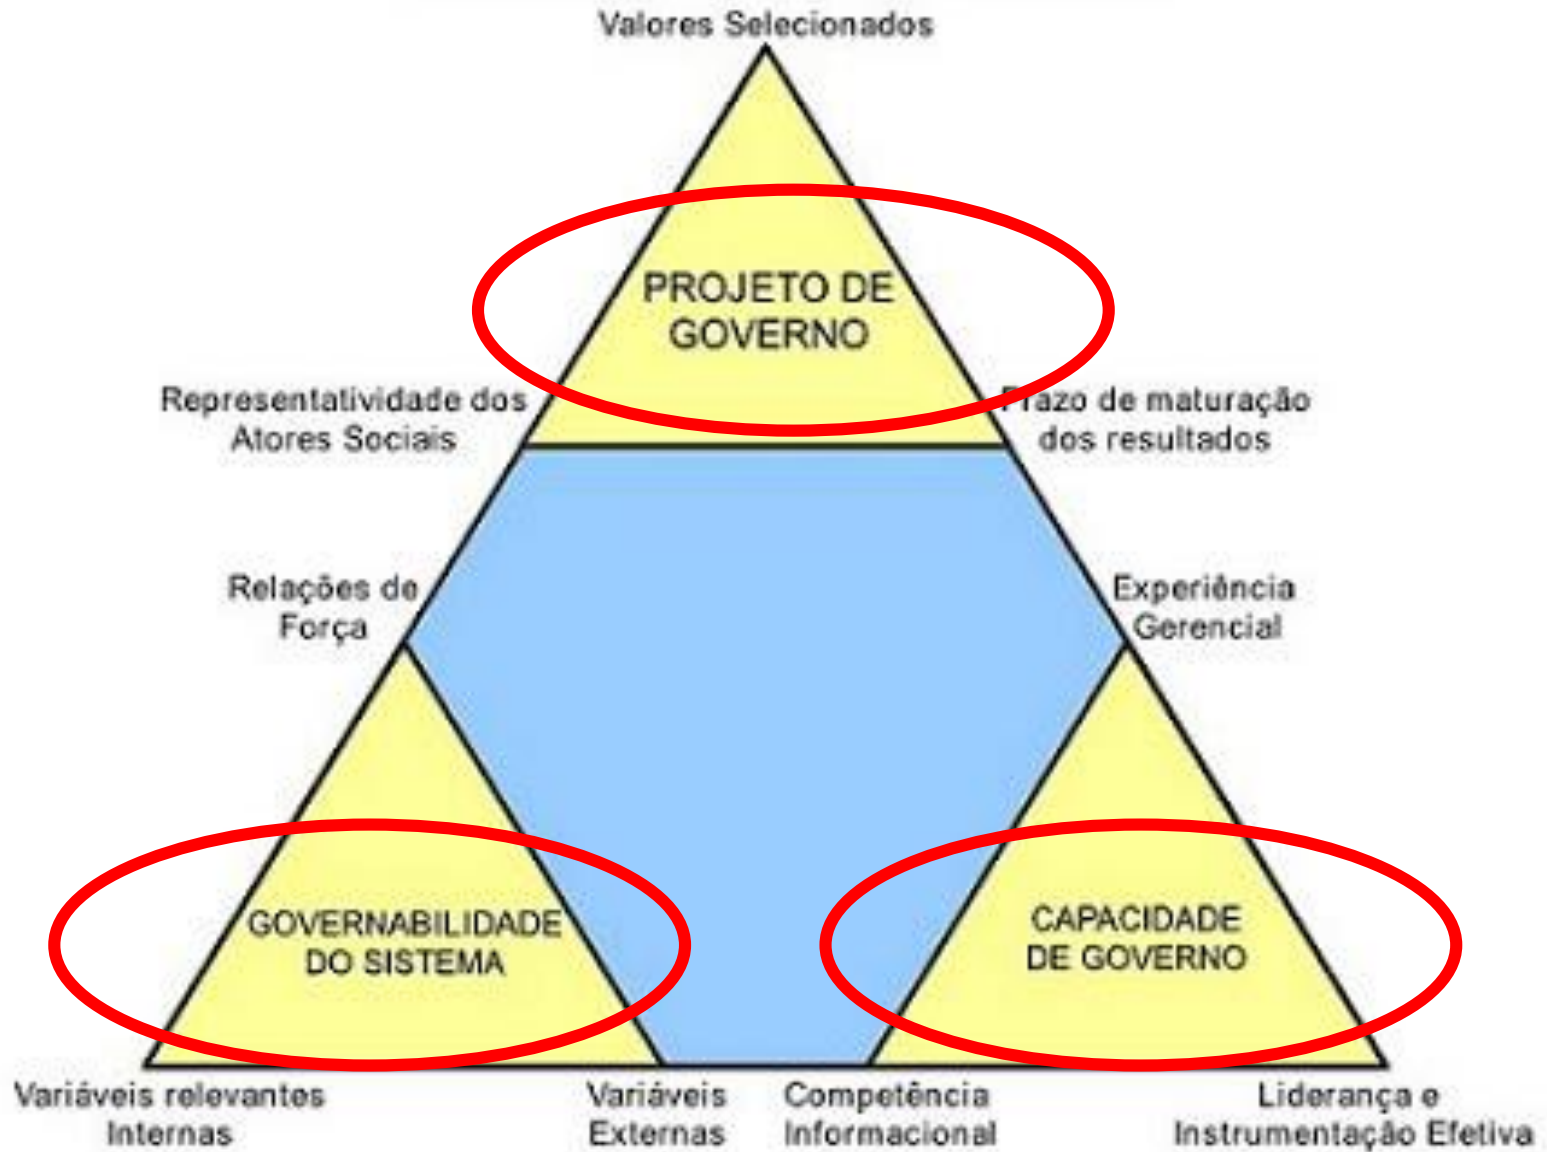 Valores Selecionados
PROJETO DE
GOVERNO
Representatividade dos
Atores Sociais
Prazo de maturação
dos resultados
Relações de
Força
Experiência
Gerencial
GOVERNABILIDADE
DO SISTEMA
CAPACIDADE
DE GOVERNO
Variáveis relevantes
Internas
Variáveis
Externas
Competência
Informacional
Liderança e
Instrumentação Efetiva